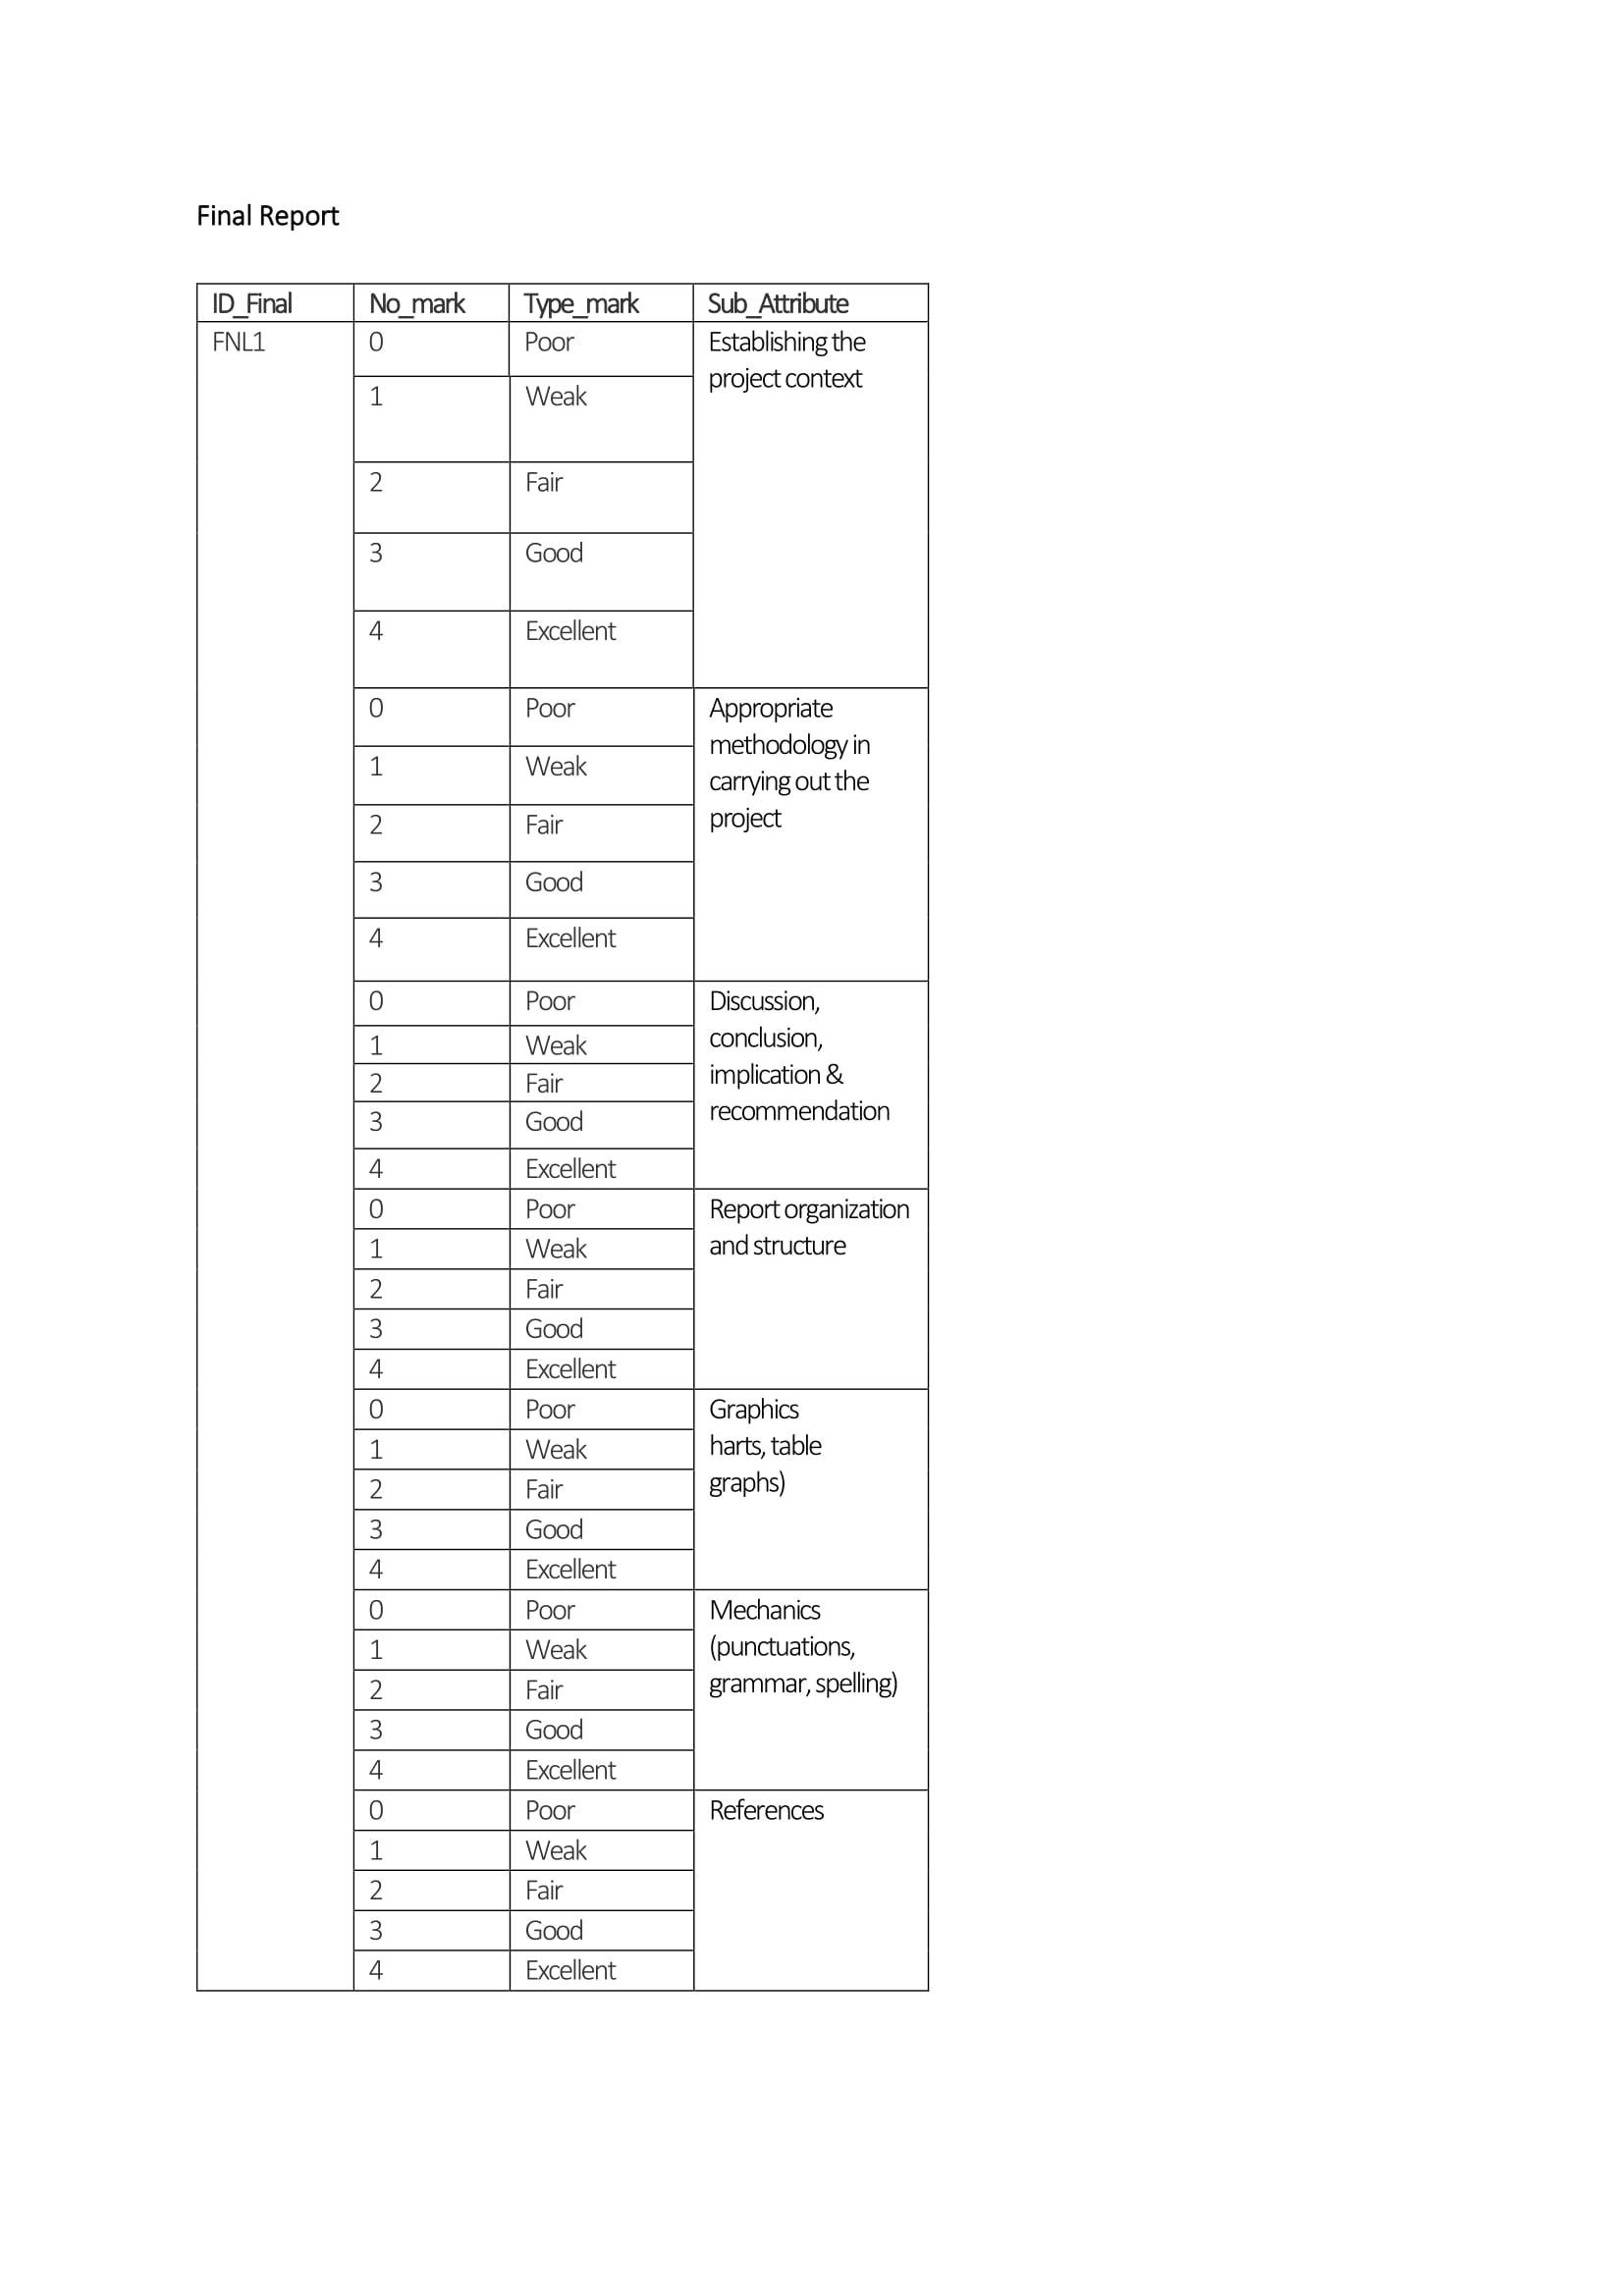 Final Report
ID_Final No_mark Type_mark Sub_Attribute
FNL1 0 Poor Establishing the
project context
1 Weak
2 Fair
3 Good
4 Excellent
0 Poor Appropriate
methodology in
1 Weak
carrying out the
2 Fair
project
3 Good
4 Excellent
0 Poor Discussion,
1 Weak conclusion,
2 Fair implication &
3 Good recommendation
4 Excellent
0 Poor Report organization
1 Weak and structure
2 Fair
3 Good
4 Excellent
0 Poor Graphics
1 Weak harts, table
2 Fair graphs)
3 Good
4 Excellent
0 Poor Mechanics
1 Weak (punctuations,
2 Fair grammar, spelling)
3 Good
4 Excellent
0 Poor References
1 Weak
2 Fair
3 Good
4 Excellent